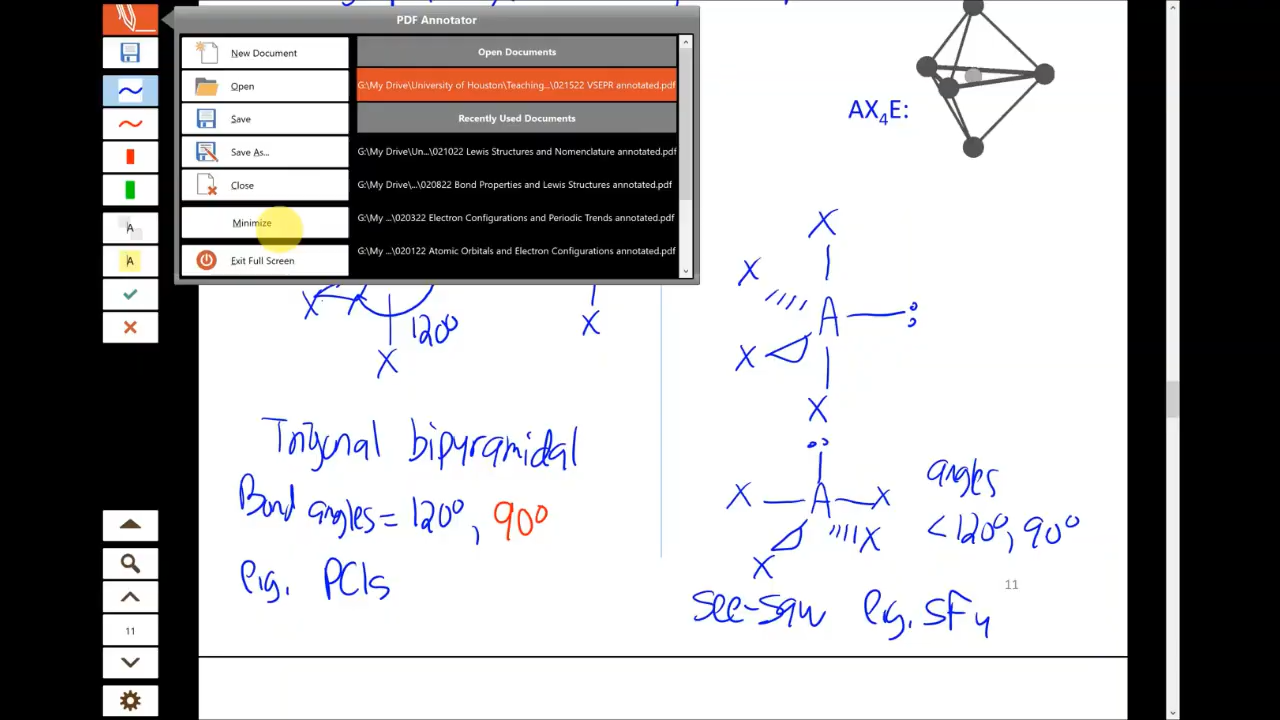 PDF Annotator
New Document
Open
Save
Save As...
Close
Minimize
Exit Full Screen
Open Documents
G:\My Drive\University of Houston\Teaching...\021522 VSEPR annotated.pdf
Recently Used Documents
G:\My Drive\Un...\021022 Lewis Structures and Nomenclature annotated.pdf
G:\My Drive\...\020822 Bond Properties and Lewis Structures annotated.pdf
G:\My ...\020322 Electron Configurations and Periodic Trends annotated.pdf
G:\My ...\020122 Atomic Orbitals and Electron Configurations annotated.pdf
A
A
11
X X
120°
X
X
Trigonal bipyramidal
Bond angles = 120°, 90°
e.g. PCl5
AX4E:
X
X
A
X
X
X A X
X
X
angles
<120°, 90°
11
see-saw e.g. SF4